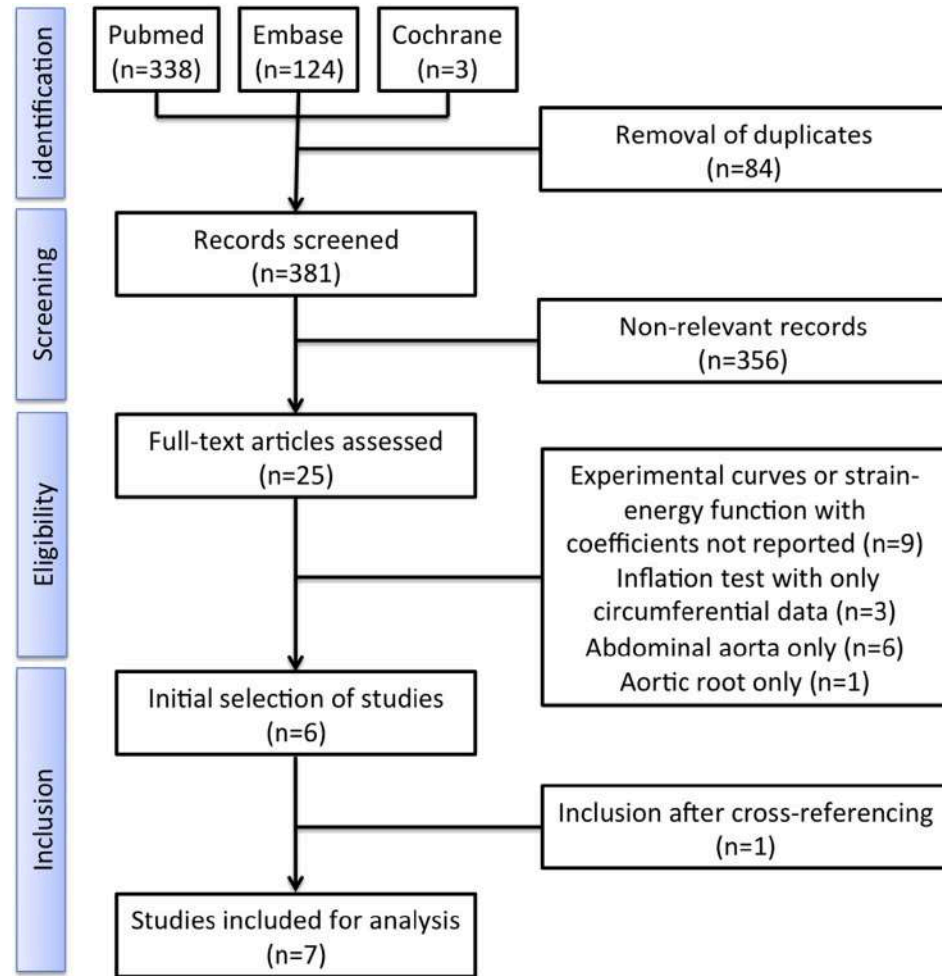 identification
Pubmed
(n=338)
Embase
(n=124)
Cochrane
(n=3)
Removal of duplicates
(n=84)
Screening
Records screened
(n=381)
Non-relevant records
(n=356)
Eligibility
Full-text articles assessed
(n=25)
Experimental curves or strain-
energy function with
coefficients not reported (n=9)
Inflation test with only
circumferential data (n=3)
Abdominal aorta only (n=6)
Aortic root only (n=1)
Inclusion
Initial selection of studies
(n=6)
Inclusion after cross-referencing
(n=1)
Studies included for analysis
(n=7)